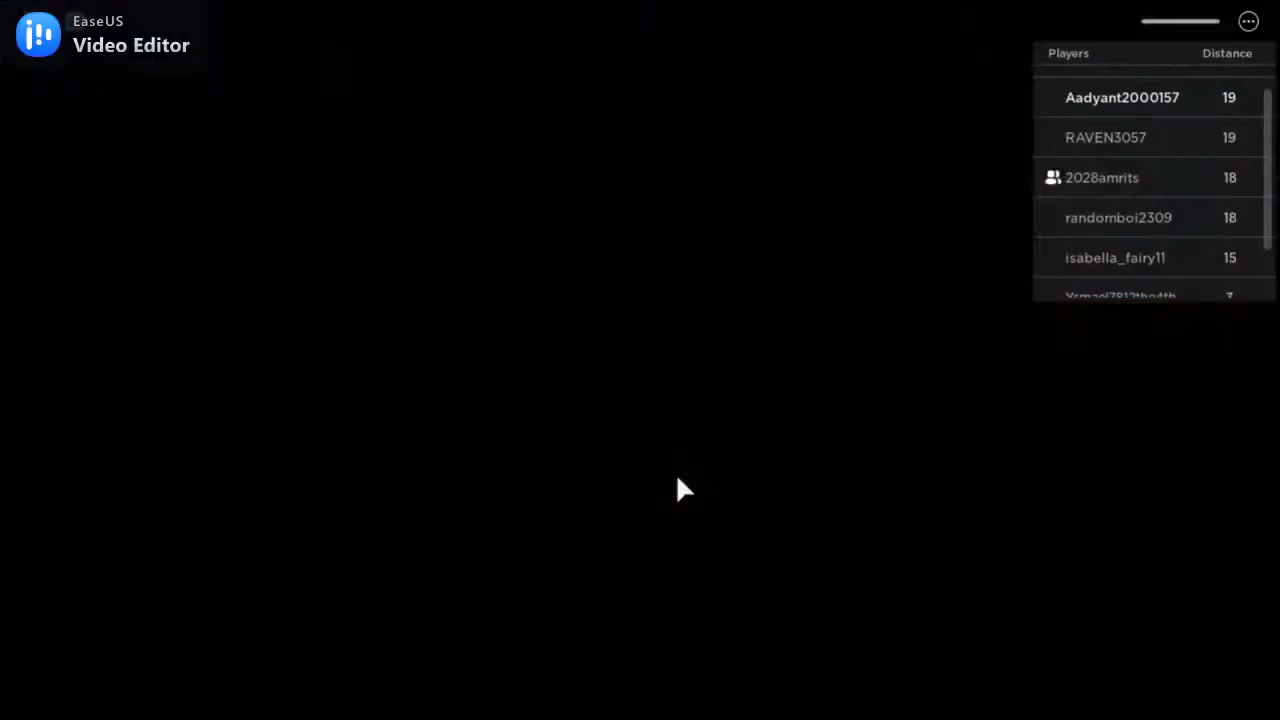 EaseUS
Video Editor
Players Distance
Aadyant2000157 19
RAVEN3057 19
2028amrits 18
randomboi2309 18
isabella_fairy11 15